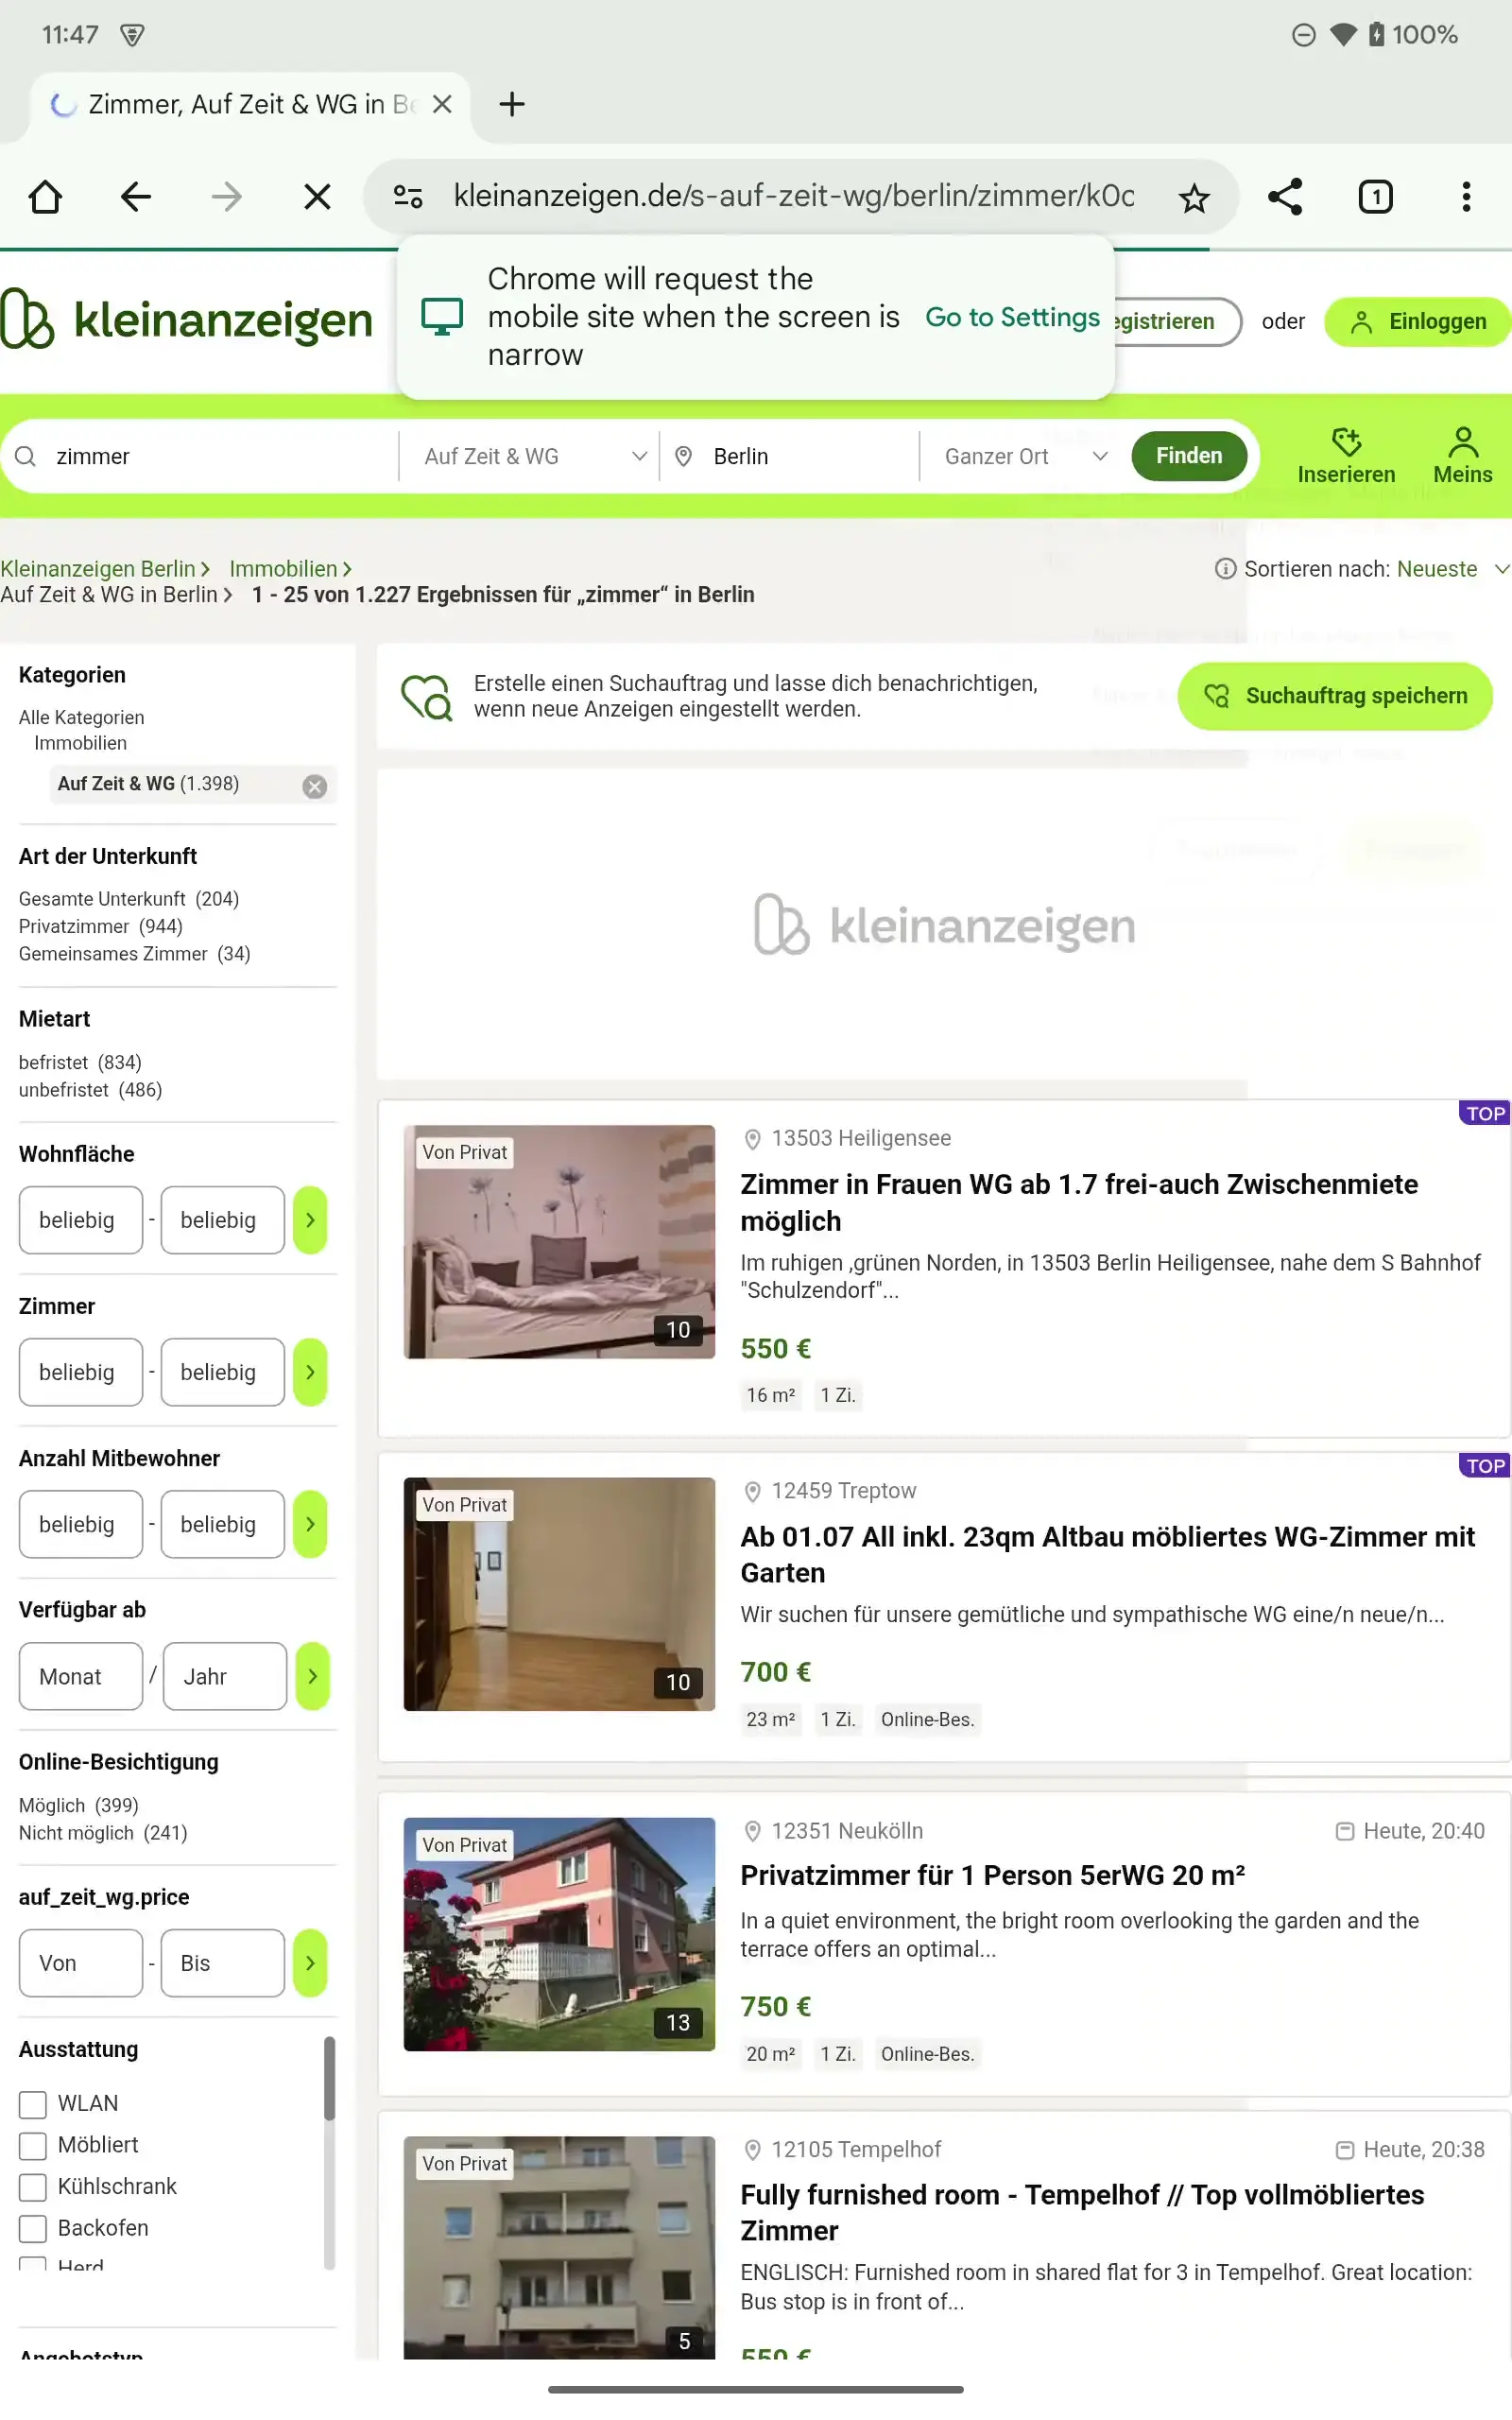 11:47
100%
Zimmer, Auf Zeit & WG in Be
kleinanzeigen.de/s-auf-zeit-wg/berlin/zimmer/k0c
1
Chrome will request the
mobile site when the screen is
narrow
Go to Settings
kleinanzeigen
egistrieren
oder
Einloggen
zimmer
Auf Zeit & WG
Berlin
Ganzer Ort
Finden
Inserieren
Meins
Kleinanzeigen Berlin
Immobilien
Auf Zeit & WG in Berlin
1 - 25 von 1.227 Ergebnissen für „zimmer“ in Berlin
Sortieren nach: Neueste
Kategorien
Alle Kategorien
Immobilien
Auf Zeit & WG (1.398)
Art der Unterkunft
Gesamte Unterkunft (204)
Privatzimmer (944)
Gemeinsames Zimmer (34)
Mietart
befristet (834)
unbefristet (486)
Wohnfläche
beliebig - beliebig
Zimmer
beliebig - beliebig
Anzahl Mitbewohner
beliebig - beliebig
Verfügbar ab
Monat / Jahr
Online-Besichtigung
Möglich (399)
Nicht möglich (241)
auf_zeit_wg.price
Von - Bis
Ausstattung
WLAN
Möbliert
Kühlschrank
Backofen
Herd
Angebotstyp
Erstelle einen Suchauftrag und lasse dich benachrichtigen,
wenn neue Anzeigen eingestellt werden.
Suchauftrag speichern
kleinanzeigen
TOP
Von Privat
10
13503 Heiligensee
Zimmer in Frauen WG ab 1.7 frei-auch Zwischenmiete
möglich
Im ruhigen ,grünen Norden, in 13503 Berlin Heiligensee, nahe dem S Bahnhof
"Schulzendorf"...
550 €
16 m² 1 Zi.
TOP
Von Privat
10
12459 Treptow
Ab 01.07 All inkl. 23qm Altbau möbliertes WG-Zimmer mit
Garten
Wir suchen für unsere gemütliche und sympathische WG eine/n neue/n...
700 €
23 m² 1 Zi. Online-Bes.
Von Privat
13
12351 Neukölln
Heute, 20:40
Privatzimmer für 1 Person 5erWG 20 m²
In a quiet environment, the bright room overlooking the garden and the
terrace offers an optimal...
750 €
20 m² 1 Zi. Online-Bes.
Von Privat
5
12105 Tempelhof
Heute, 20:38
Fully furnished room - Tempelhof // Top vollmöbliertes
Zimmer
ENGLISCH: Furnished room in shared flat for 3 in Tempelhof. Great location:
Bus stop is in front of...
550 €